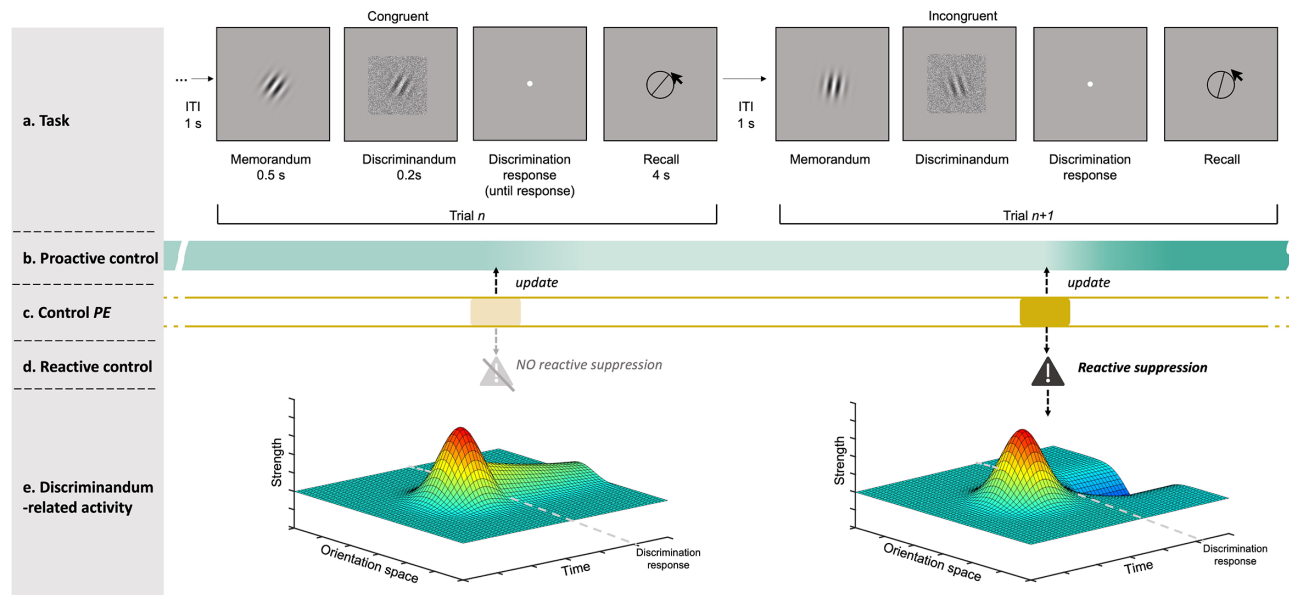 Congruent
Incongruent
a. Task
...
ITI
1 s
Memorandum
0.5 s
Discriminandum
0.2s
Discrimination
response
(until response)
Recall
4 s
Trial n
ITI
1 s
Memorandum
Discriminandum
Discrimination
response
Recall
Trial n+1
b. Proactive control
update
update
c. Control PE
d. Reactive control
NO reactive suppression
Reactive suppression
e. Discriminandum
-related activity
Strength
Orientation space
Time
Discrimination
response
Strength
Orientation space
Time
Discrimination
response